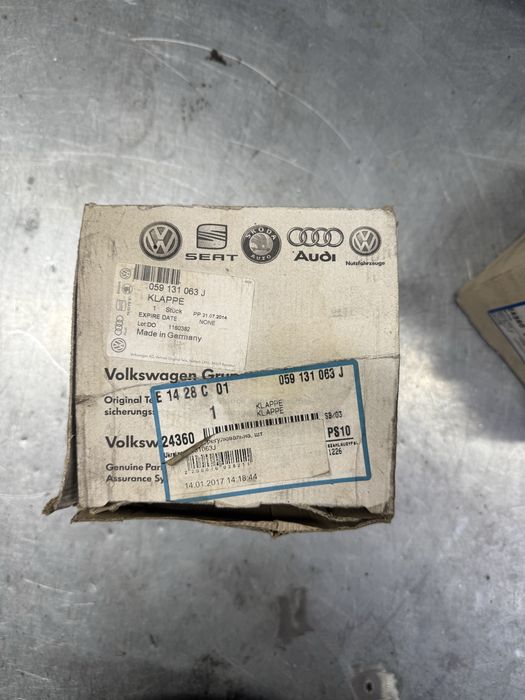 SEAT
ŠKODA
AUTO
Audi
Nutzfahrzeuge
059 131 063 J
KLAPPE
1 Stück PP 21.07.2014
EXPIRE DATE NONE
Lot:DO 1160382
Made in Germany
Volkswagen
Original
sicherungs
E 14 28 C 01 059 131 063 J
1 KLAPPE
KLAPPE
SB/03
Volksw
24360
PS10
1226
Genuine Par
Assurance Sy
14.01.2017 14:18:44